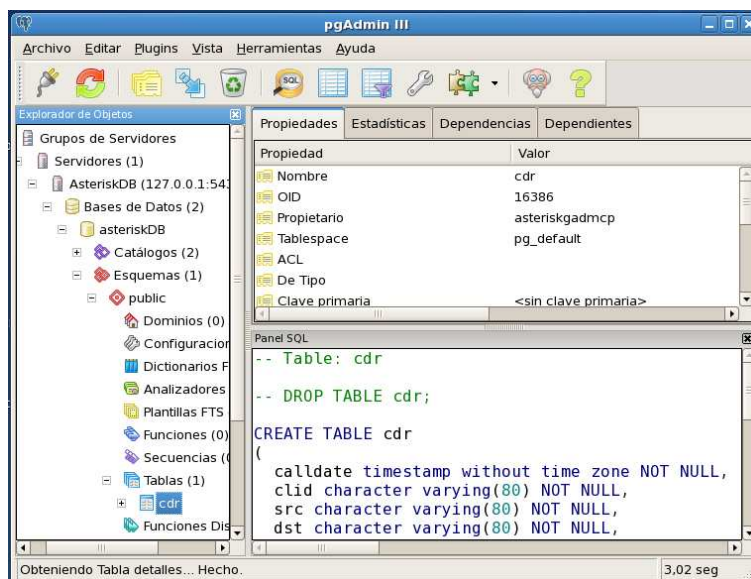 pgAdmin III
Archivo Editar Plugins Vista Herramientas Ayuda
SQL
Explorador de Objetos
Grupos de Servidores
Servidores (1)
AsteriskDB (127.0.0.1:543
Bases de Datos (2)
asteriskDB
Catálogos (2)
Esquemas (1)
public
Dominios (0)
Configuracion
Dictionarios F
Analizadores
Plantillas FTS
Funciones (0)
Secuencias (0
Tablas (1)
cdr
Funciones Dis
Propiedades Estadísticas Dependencias Dependientes
Propiedad Valor
Nombre cdr
OID 16386
Propietario asteriskgadmcp
Tablespace pg_default
ACL
De Tipo
Clave primaria <sin clave primaria>
Panel SQL
-- Table: cdr
-- DROP TABLE cdr;
CREATE TABLE cdr
(
calldate timestamp without time zone NOT NULL,
clid character varying(80) NOT NULL,
src character varying(80) NOT NULL,
dst character varying(80) NOT NULL,
Obteniendo Tabla detalles... Hecho. 3,02 seg